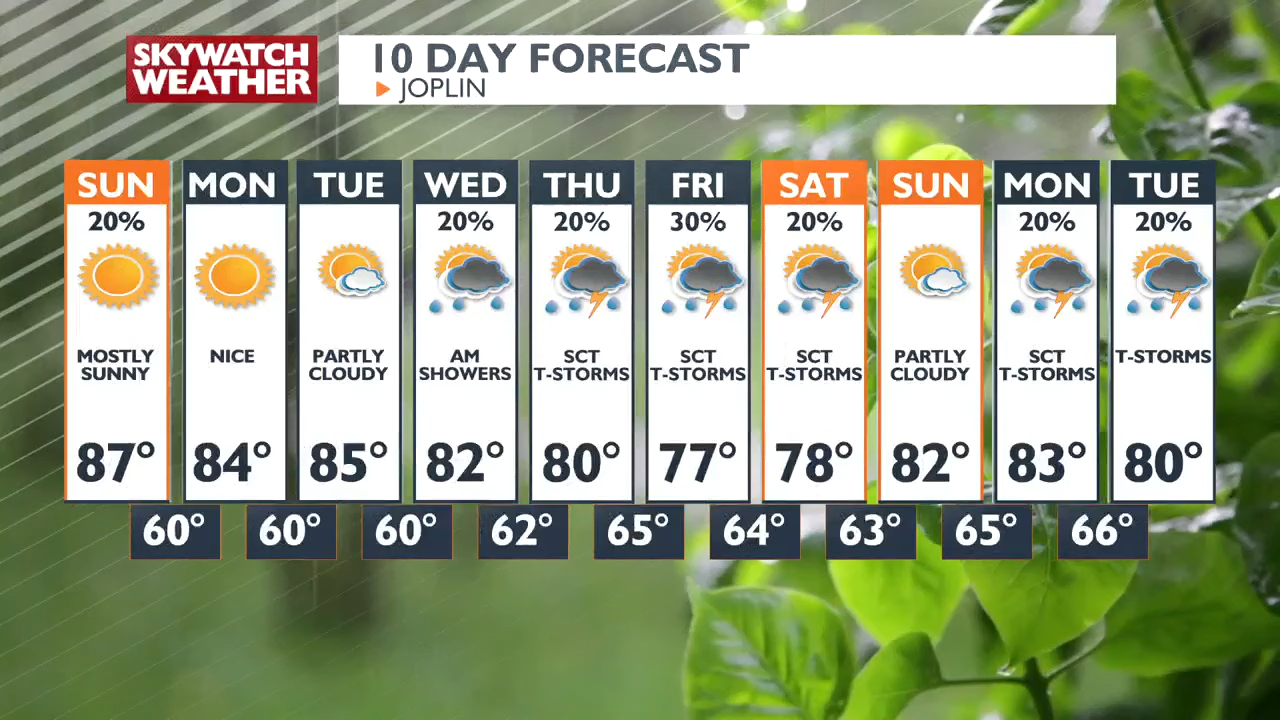 SKYWATCH
WEATHER
10 DAY FORECAST
JOPLIN
SUN
20%
MOSTLY
SUNNY
87°
MON
NICE
84°
TUE
PARTLY
CLOUDY
85°
WED
20%
AM
SHOWERS
82°
THU
20%
SCT
T-STORMS
80°
FRI
30%
SCT
T-STORMS
77°
SAT
20%
SCT
T-STORMS
78°
SUN
PARTLY
CLOUDY
82°
MON
20%
SCT
T-STORMS
83°
TUE
20%
T-STORMS
80°
60°
60°
60°
62°
65°
64°
63°
65°
66°